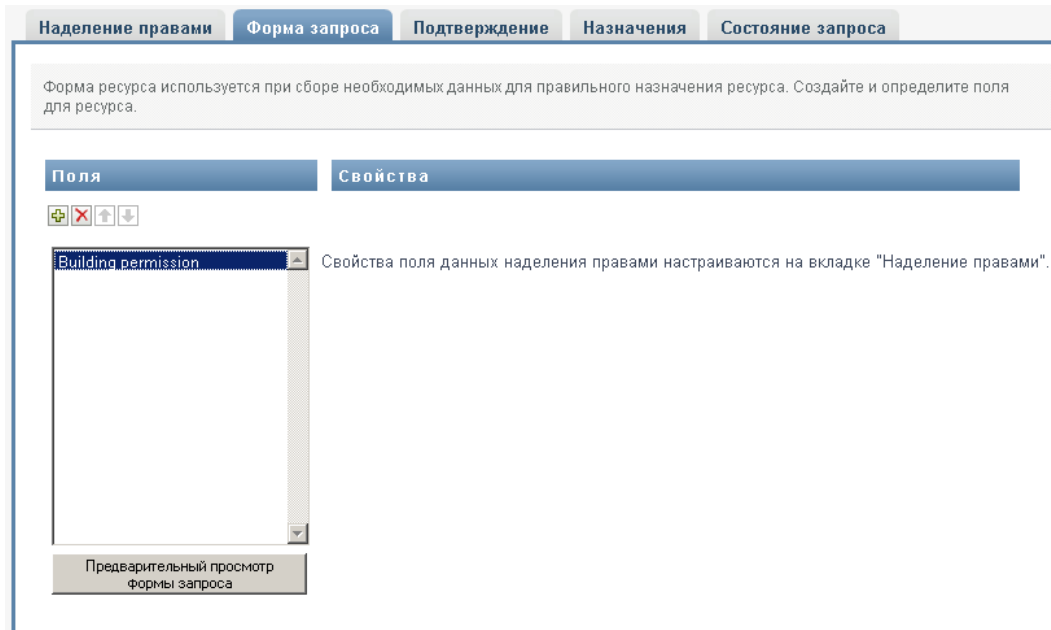 Наделение правами Форма запроса Подтверждение Назначения Состояние запроса
Форма ресурса используется при сборе необходимых данных для правильного назначения ресурса. Создайте и определите поля
для ресурса.
Поля Свойства
Building permission
Свойства поля данных наделения правами настраиваются на вкладке "Наделение правами".
Предварительный просмотр
формы запроса